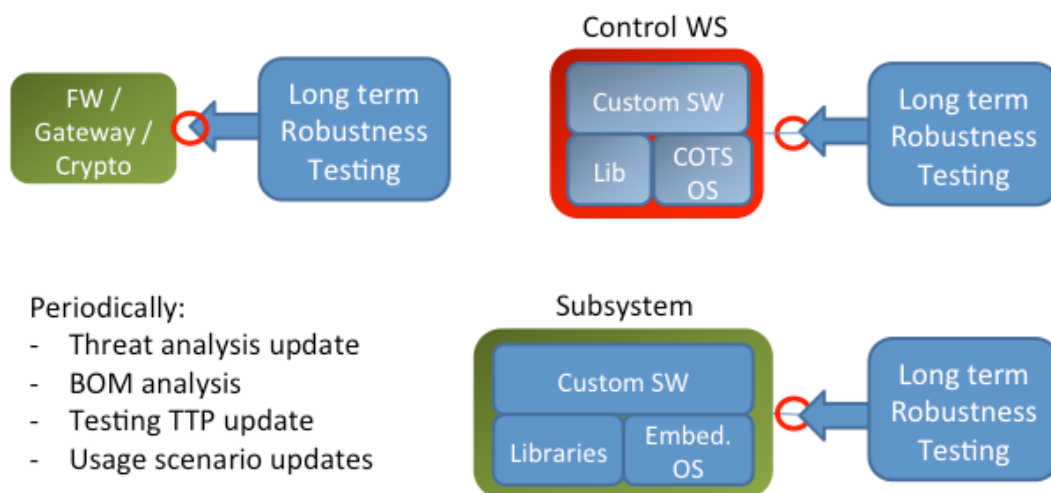 FW /
Gateway /
Crypto
Long term
Robustness
Testing
Control WS
Custom SW
Lib
COTS
OS
Long term
Robustness
Testing
Periodically:
- Threat analysis update
- BOM analysis
- Testing TTP update
- Usage scenario updates
Subsystem
Custom SW
Libraries
Embed.
OS
Long term
Robustness
Testing